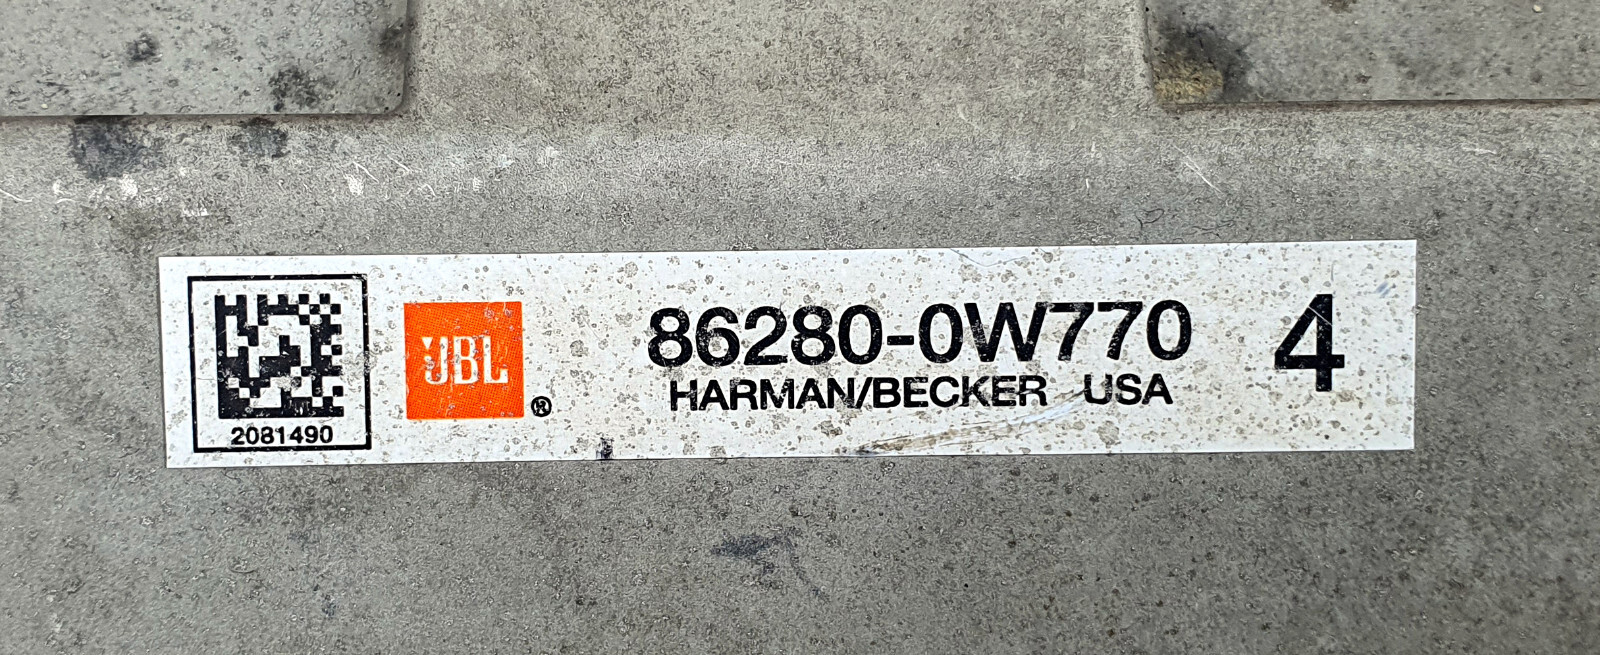 2081490
JBL ®
86280-0W770
HARMAN/BECKER USA
4